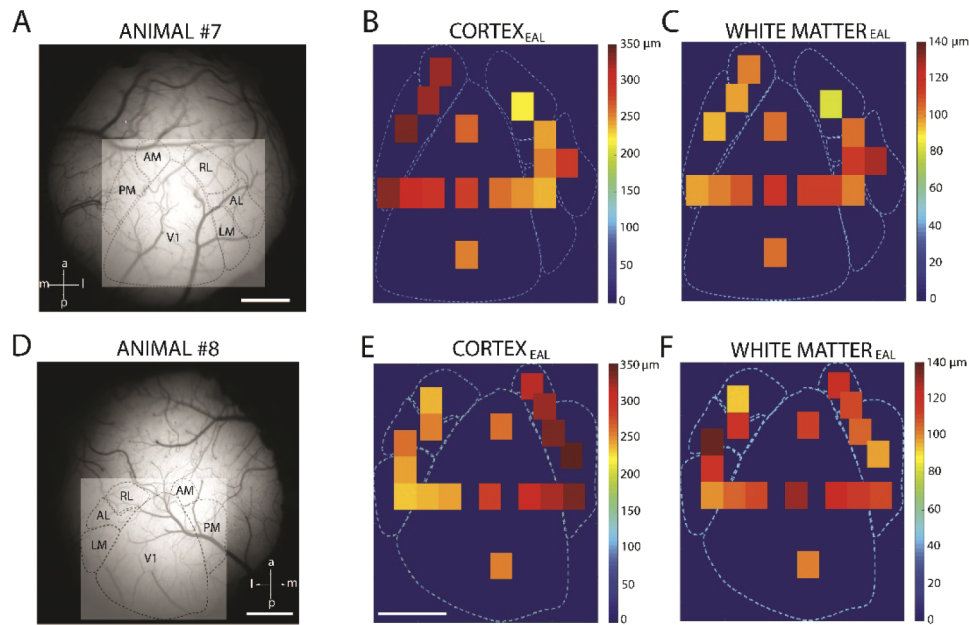 A
ANIMAL #7
AM
RL
PM
AL
LM
V1
a
m l
p
B
CORTEX EAL
350 µm
300
250
200
150
100
50
0
C
WHITE MATTER EAL
140 µm
120
100
80
60
40
20
0
D
ANIMAL #8
RL
AM
AL
PM
LM
V1
a
l m
p
E
CORTEX EAL
350 µm
300
250
200
150
100
50
0
F
WHITE MATTER EAL
140 µm
120
100
80
60
40
20
0